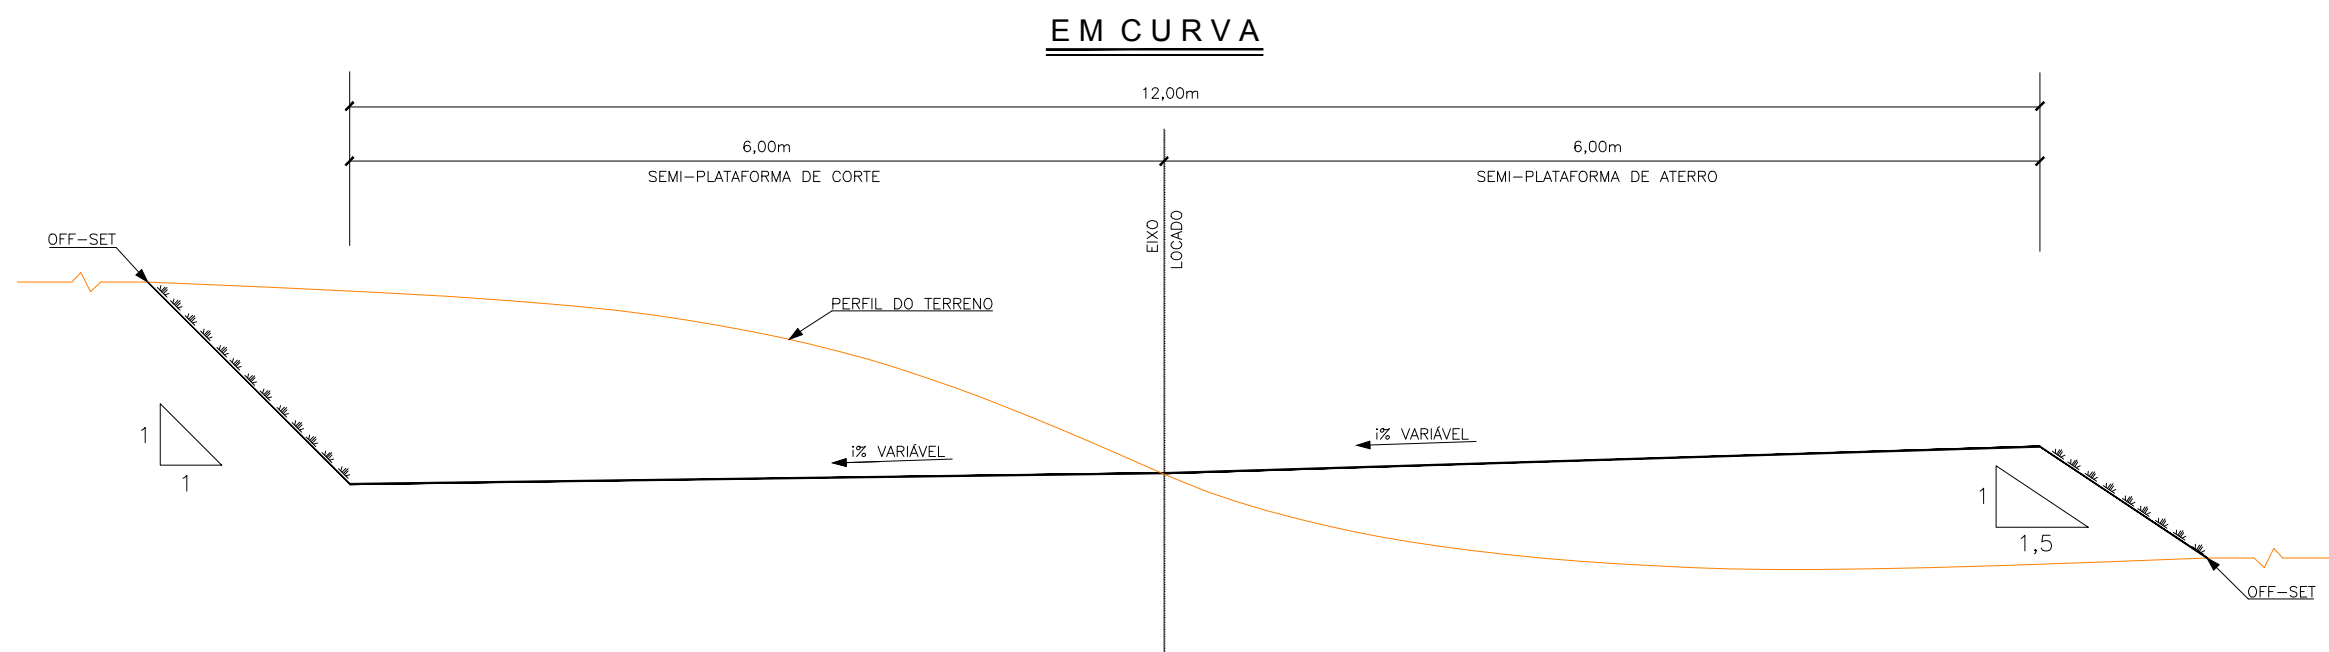 EM CURVA
12,00m
6,00m
6,00m
SEMI-PLATAFORMA DE CORTE
SEMI-PLATAFORMA DE ATERRO
EIXO
LOCADO
OFF-SET
PERFIL DO TERRENO
i% VARIÁVEL
i% VARIÁVEL
1
1
1
1,5
OFF-SET